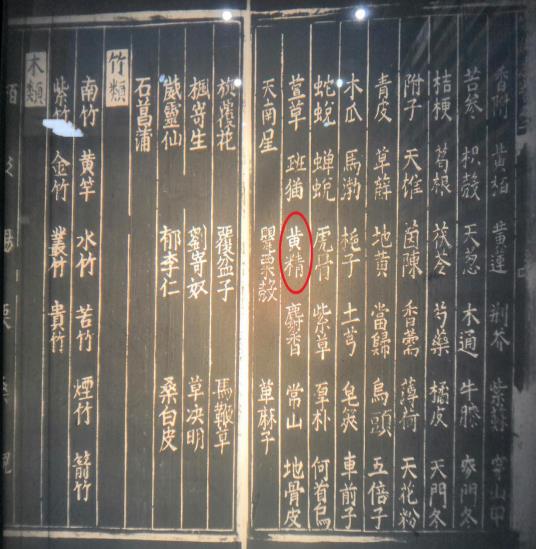 香附 黄柏 黄蓮 荆芥 紫蘇 穿山甲
苦參 枳殼 天葱 木通 牛膝 麥門冬
桔梗 葛根 茯苓 芍藥 橘皮 天門冬
附子 天雄 茵陳 香薷 薄荷 天花粉
青皮 草薢 地黄 當歸 烏頭 五倍子
木瓜 馬渤 梔子 土芎 皂莢 車前子
蛇蜕 蟬蜕 虎骨 紫草 厚朴 何首烏
萱草 班猫 黄精 麝香 常山 地骨皮
天南星 罌粟殼 草麻子
旋覆花 覆盆子 馬鞭草
楓寄生 劉寄奴 草决明
威靈仙 郁李仁 桑白皮
石菖蒲
竹類
南竹 黄竿 水竹 苦竹 煙竹 箭竹
紫竹 金竹 叢竹 貴竹
木類